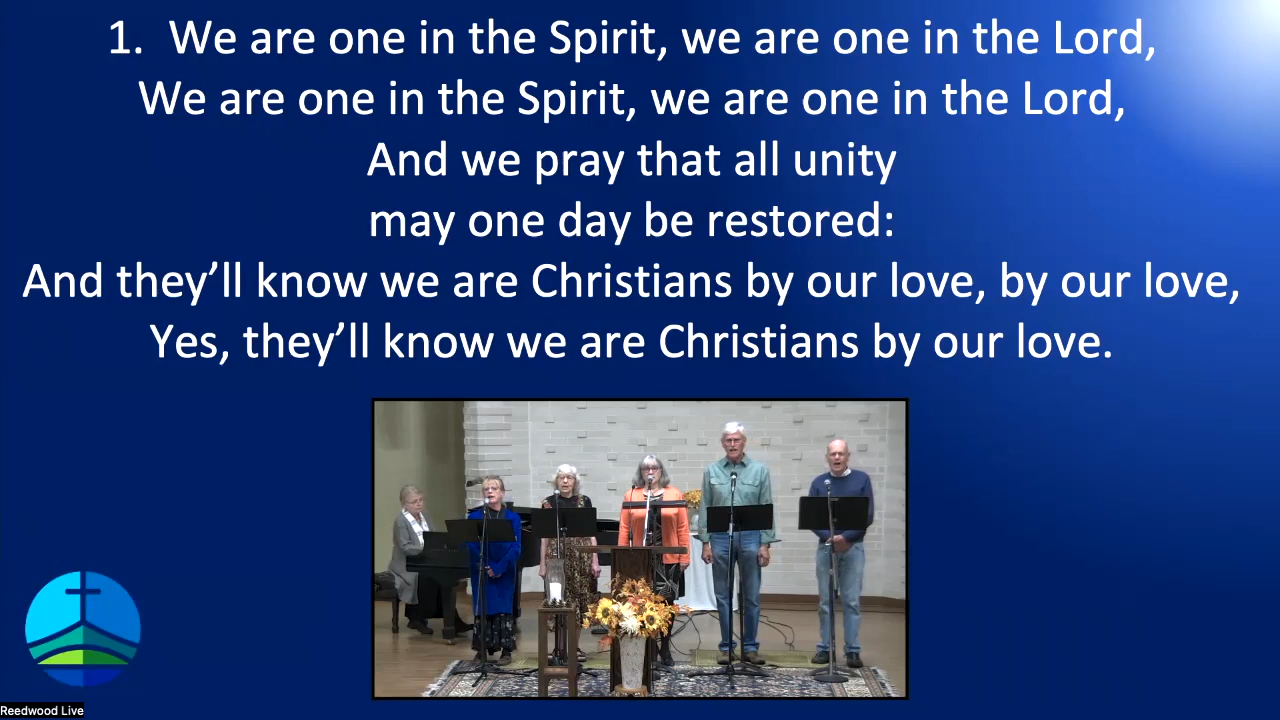 1. We are one in the Spirit, we are one in the Lord,
We are one in the Spirit, we are one in the Lord,
And we pray that all unity
may one day be restored:
And they’ll know we are Christians by our love, by our love,
Yes, they’ll know we are Christians by our love.
Reedwood Live